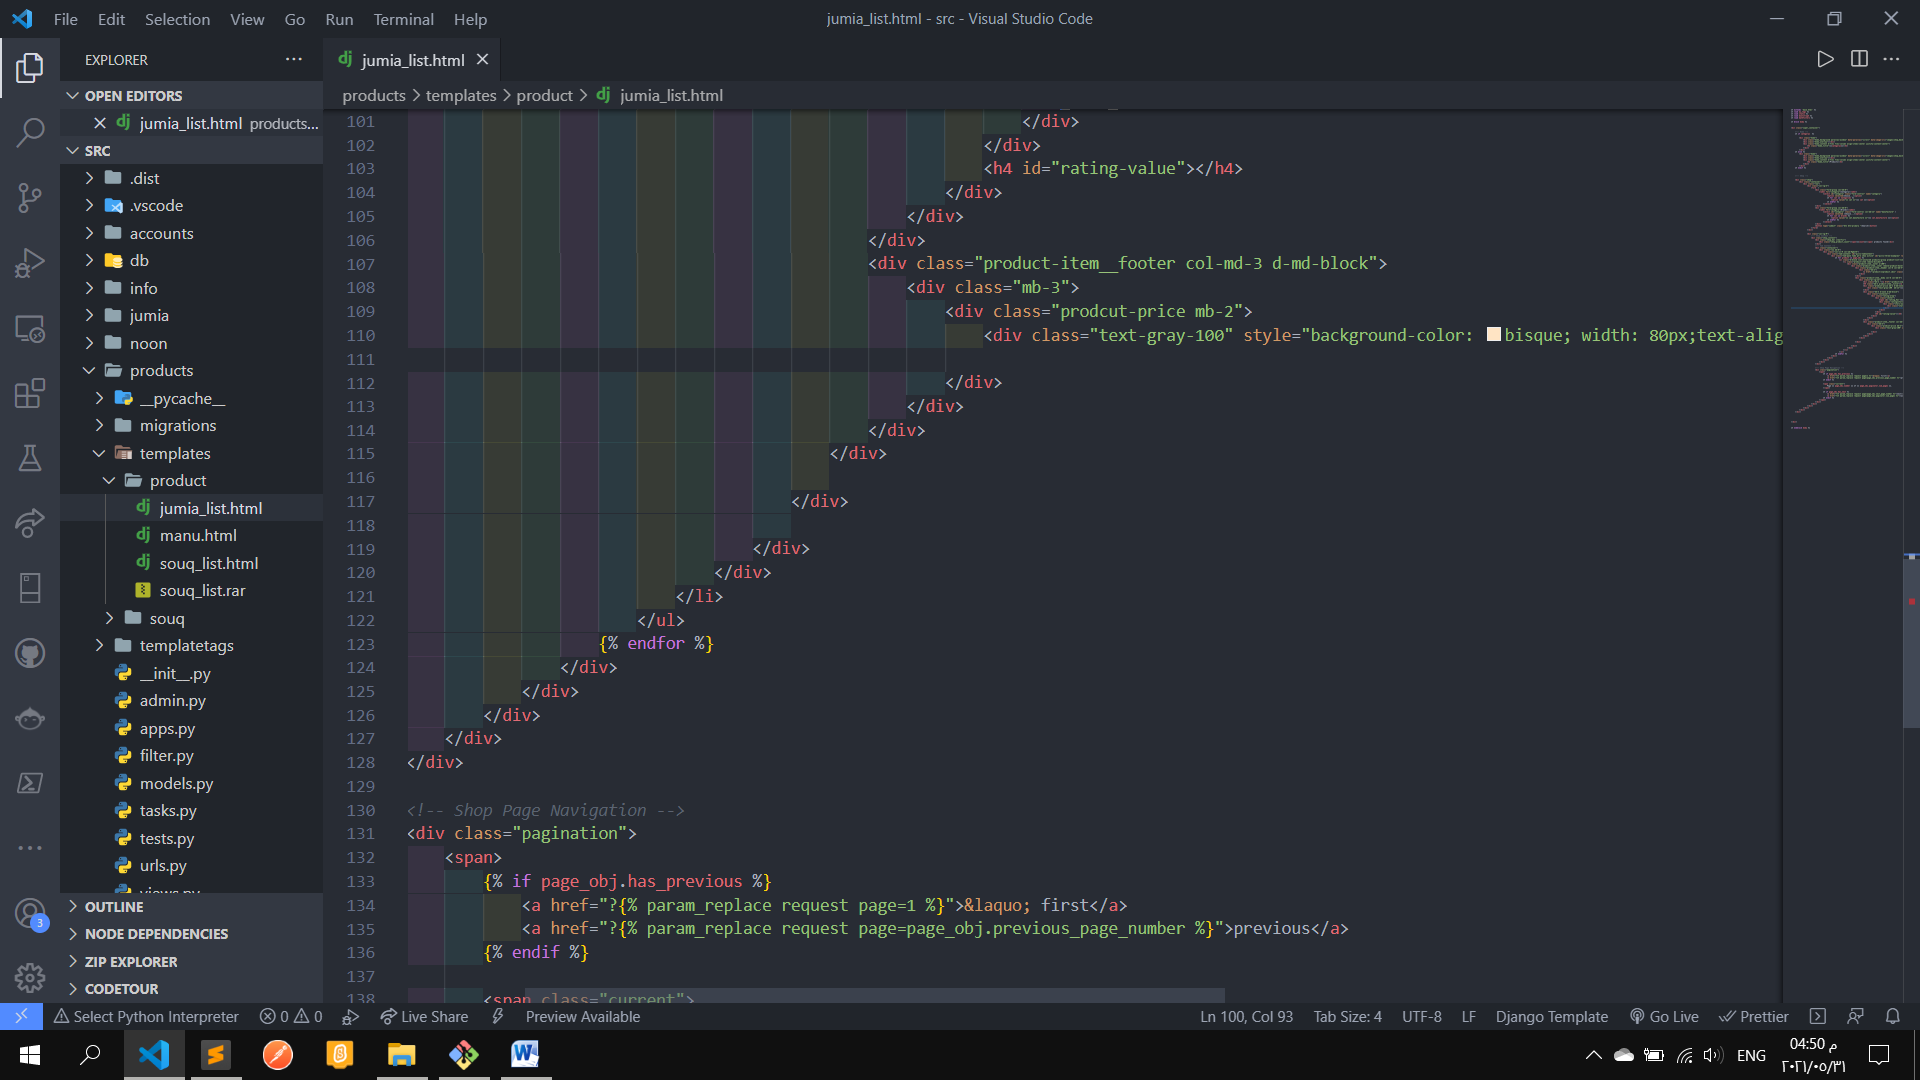 File Edit Selection View Go Run Terminal Help
jumia_list.html - src - Visual Studio Code
EXPLORER
OPEN EDITORS
jumia_list.html products...
SRC
.dist
.vscode
accounts
db
info
jumia
noon
products
__pycache__
migrations
templates
product
jumia_list.html
manu.html
souq_list.html
souq_list.rar
souq
templatetags
__init__.py
admin.py
apps.py
filter.py
models.py
tasks.py
tests.py
urls.py
views.py
OUTLINE
NODE DEPENDENCIES
ZIP EXPLORER
CODETOUR
3
jumia_list.html
products > templates > product > jumia_list.html
101 </div>
102 </div>
103 <h4 id="rating-value"></h4>
104 </div>
105 </div>
106 </div>
107 <div class="product-item__footer col-md-3 d-md-block">
108 <div class="mb-3">
109 <div class="prodcut-price mb-2">
110 <div class="text-gray-100" style="background-color: bisque; width: 80px;text-alig
111
112 </div>
113 </div>
114 </div>
115 </div>
116
117 </div>
118
119 </div>
120 </div>
121 </li>
122 </ul>
123 {% endfor %}
124 </div>
125 </div>
126 </div>
127 </div>
128 </div>
129
130 <!-- Shop Page Navigation -->
131 <div class="pagination">
132 <span>
133 {% if page_obj.has_previous %}
134 <a href="?{% param_replace request page=1 %}">&laquo; first</a>
135 <a href="?{% param_replace request page=page_obj.previous_page_number %}">previous</a>
136 {% endif %}
137
138 <span class="current">
Select Python Interpreter 0 0 Live Share Preview Available
Ln 100, Col 93 Tab Size: 4 UTF-8 LF Django Template Go Live Prettier
ENG
04:50 م
٢٠٢١/٠٥/٣١